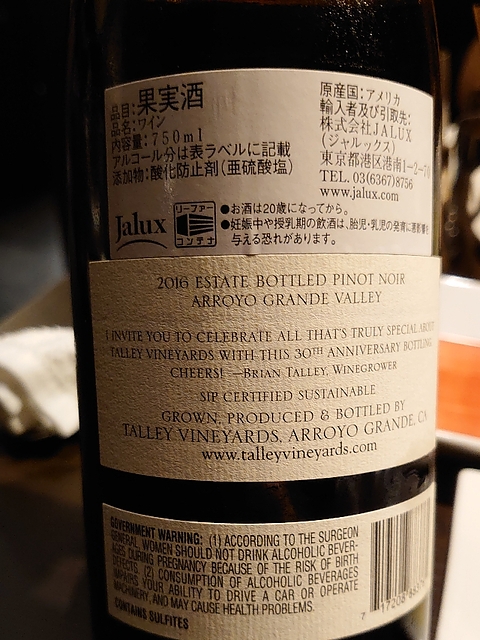 品目:果実酒
品名:ワイン
内容量:750ml
アルコール分は表ラベルに記載
添加物:酸化防止剤(亜硫酸塩)
原産国:アメリカ
輸入者及び引取先:
株式会社JALUX
(ジャルックス)
東京都港区港南1-2-70
TEL. 03(6367)8756
www.jalux.com
Jalux
リーファー
コンテナ
●お酒は20歳になってから。
●妊娠中や授乳期の飲酒は、胎児・乳児の発育に悪影響を
与える恐れがあります。
2016 ESTATE BOTTLED PINOT NOIR
ARROYO GRANDE VALLEY
I INVITE YOU TO CELEBRATE ALL THAT'S TRULY SPECIAL ABOUT
TALLEY VINEYARDS WITH THIS 30TH ANNIVERSARY BOTTLING.
CHEERS! —BRIAN TALLEY, WINEGROWER
SIP CERTIFIED SUSTAINABLE
GROWN, PRODUCED & BOTTLED BY
TALLEY VINEYARDS, ARROYO GRANDE, CA
www.talleyvineyards.com
GOVERNMENT WARNING: (1) ACCORDING TO THE SURGEON
GENERAL, WOMEN SHOULD NOT DRINK ALCOHOLIC BEVER-
AGES DURING PREGNANCY BECAUSE OF THE RISK OF BIRTH
DEFECTS. (2) CONSUMPTION OF ALCOHOLIC BEVERAGES
IMPAIRS YOUR ABILITY TO DRIVE A CAR OR OPERATE
MACHINERY, AND MAY CAUSE HEALTH PROBLEMS.
CONTAINS SULFITES